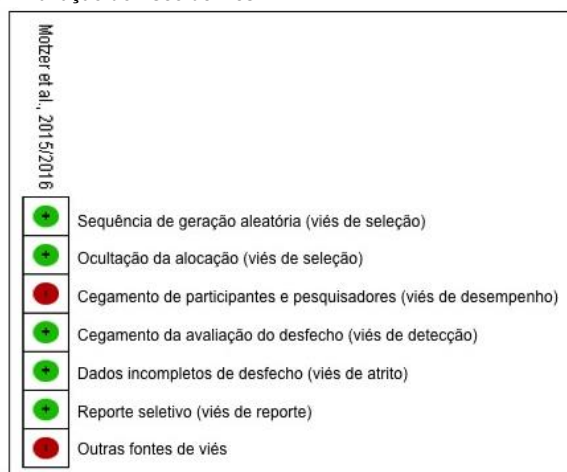 Motzer et al., 2015/2016
+ Sequência de geração aleatória (viés de seleção)
+ Ocultação da alocação (viés de seleção)
Cegamento de participantes e pesquisadores (viés de desempenho)
+ Cegamento da avaliação do desfecho (viés de detecção)
+ Dados incompletos de desfecho (viés de atrito)
+ Reporte seletivo (viés de reporte)
Outras fontes de viés